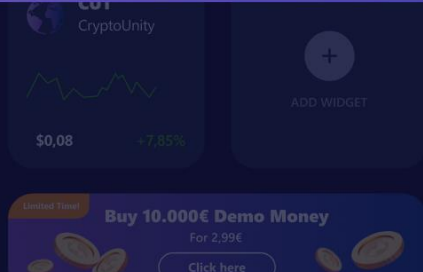 CUT
CryptoUnity
$0,08 +7,85%
ADD WIDGET
Limited Time!
Buy 10.000€ Demo Money
For 2,99€
Click here